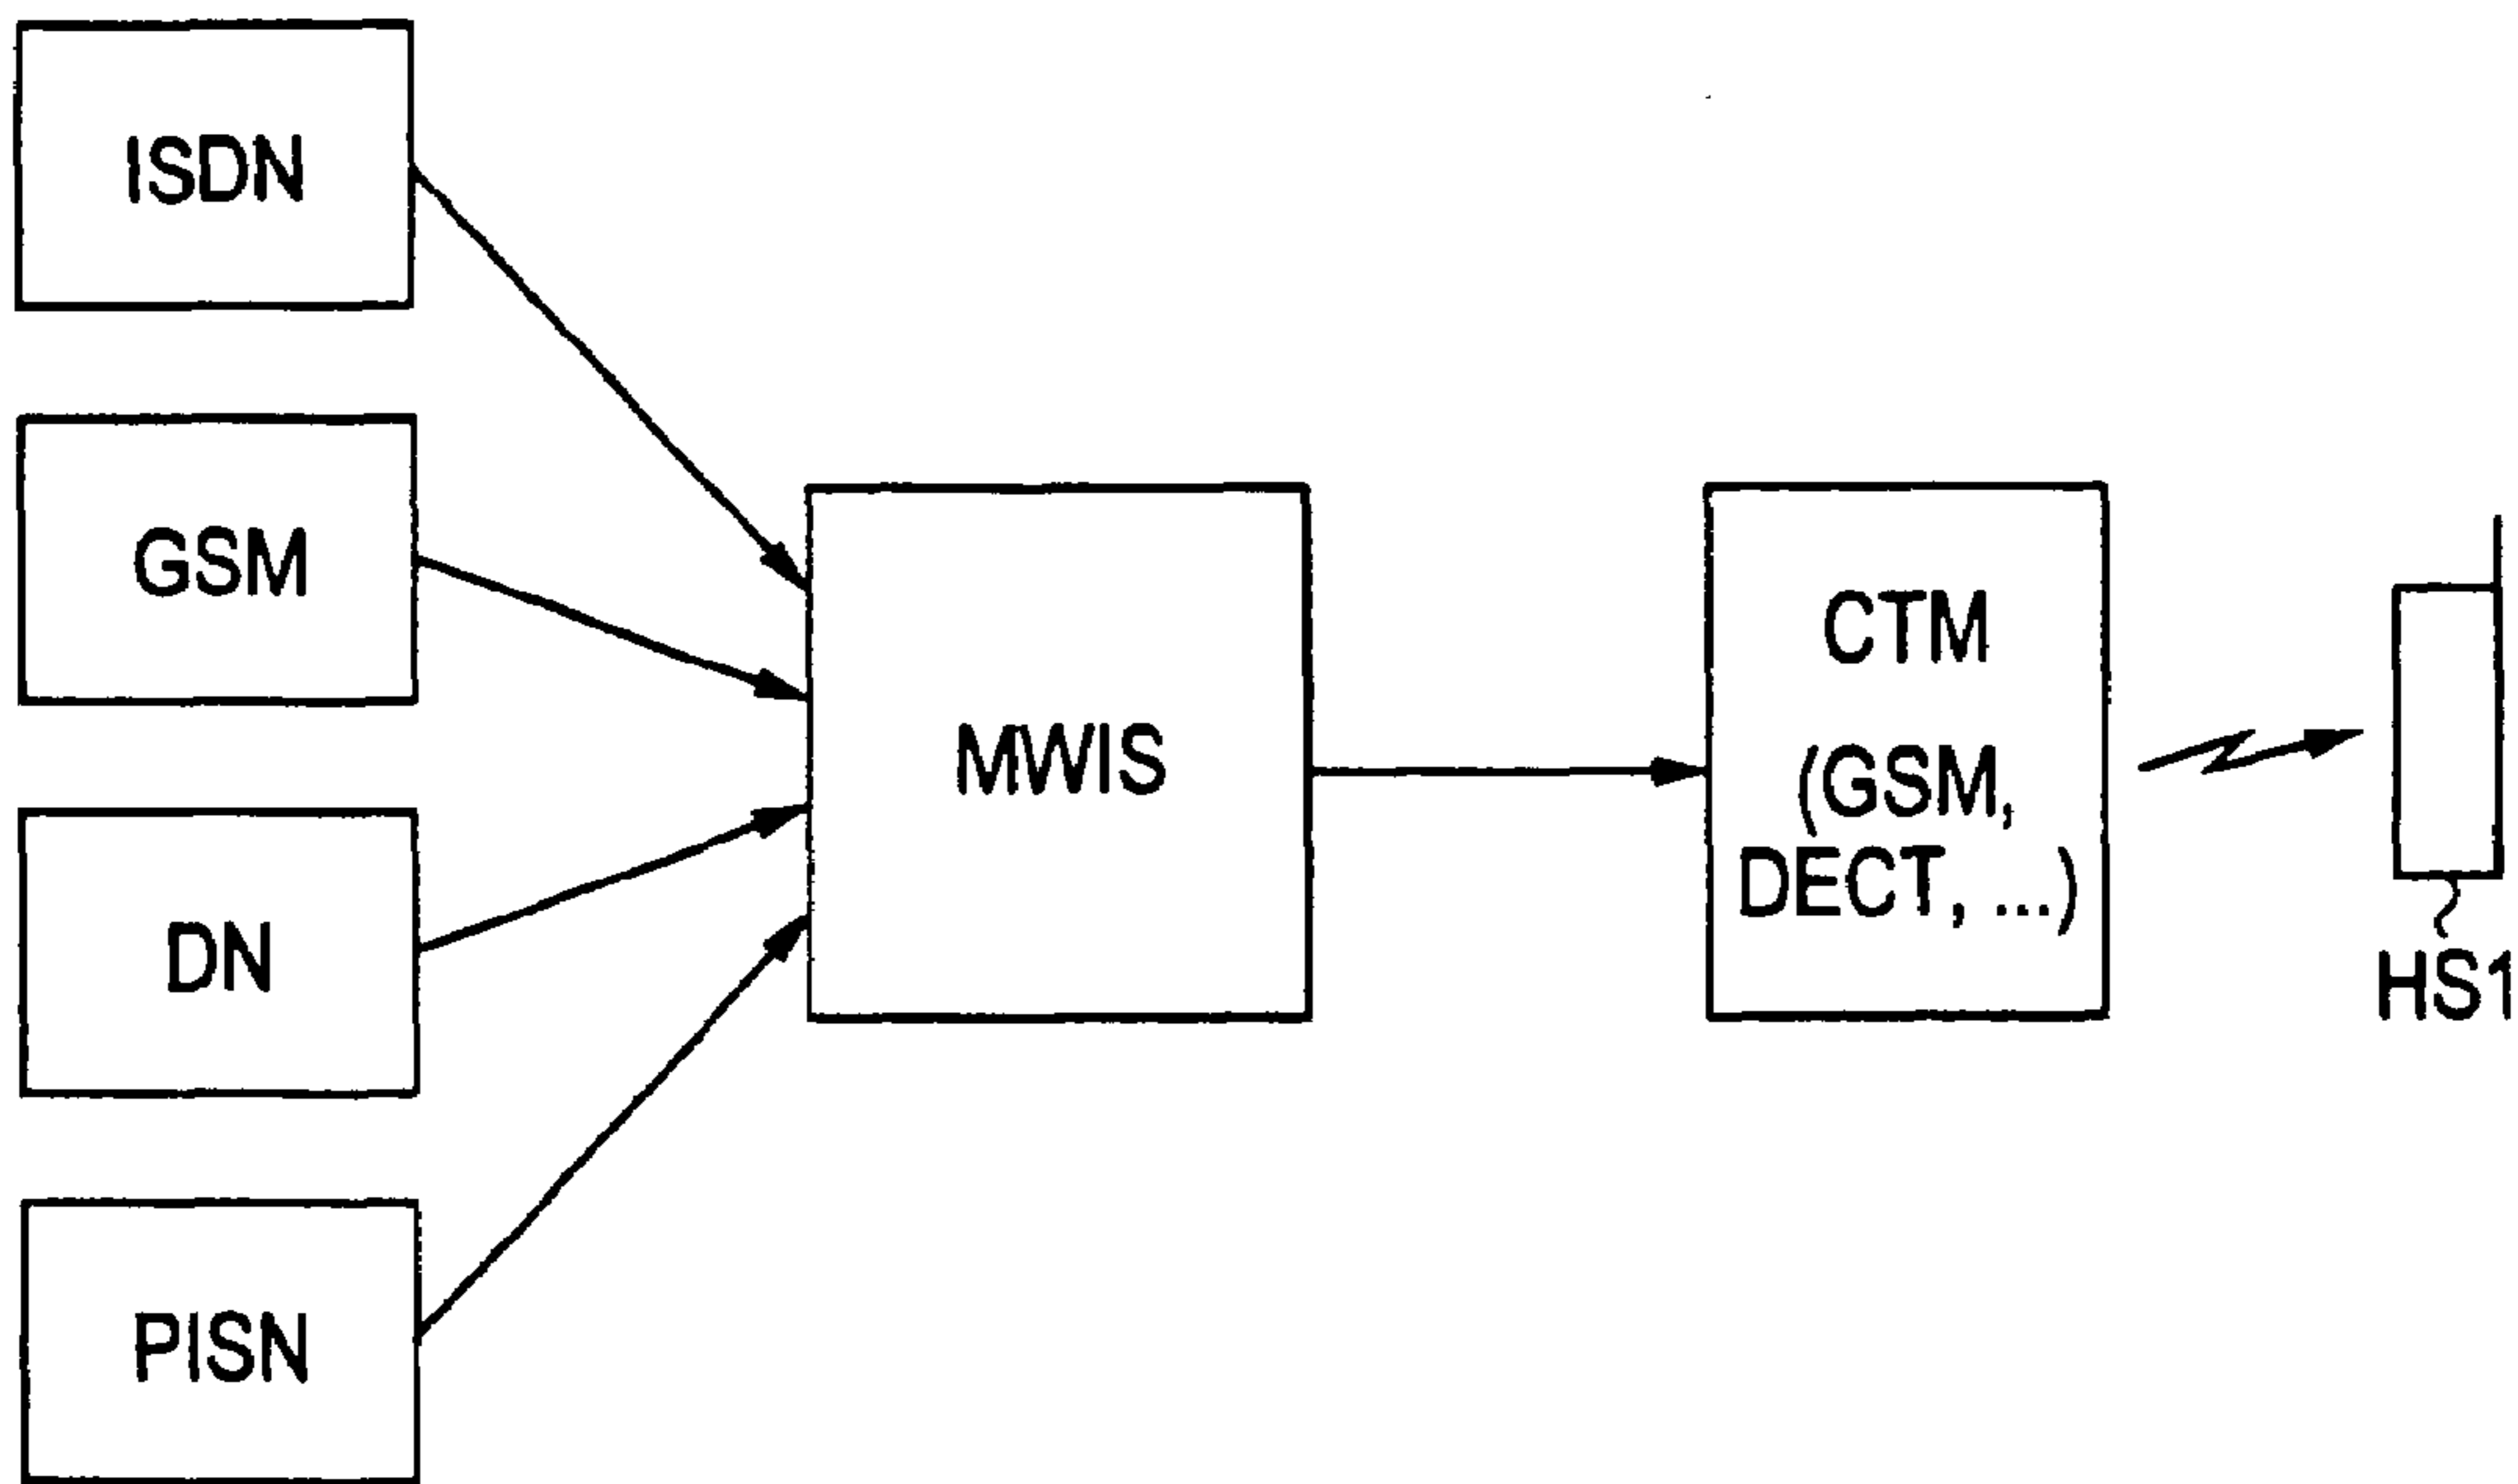 ISDN
GSM
DN
PISN
MWIS
CTM
(GSM,
DECT, ...)
HS1